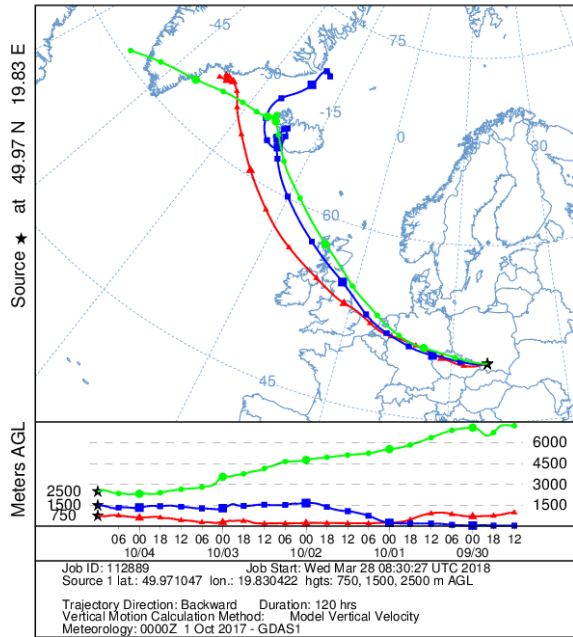 Source ★ at 49.97 N 19.83 E
-45
-30
-15
0
75
30
60
45
Meters AGL
6000
4500
3000
1500
2500
1500
750
06 00 18 12 06 00 18 12 06 00 18 12 06 00 18 12 06 00 18 12
10/04 10/03 10/02 10/01 09/30
Job ID: 112889 Job Start: Wed Mar 28 08:30:27 UTC 2018
Source 1 lat.: 49.971047 lon.: 19.830422 hgts: 750, 1500, 2500 m AGL
Trajectory Direction: Backward Duration: 120 hrs
Vertical Motion Calculation Method: Model Vertical Velocity
Meteorology: 0000Z 1 Oct 2017 - GDAS1